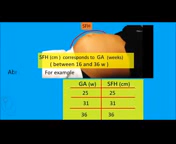 SFH
SFH (cm ) corresponds to GA (weeks)
( between 16 and 36 w )
Ab:
For example
GA (w) SFH (cm)
25 25
31 31
36 36